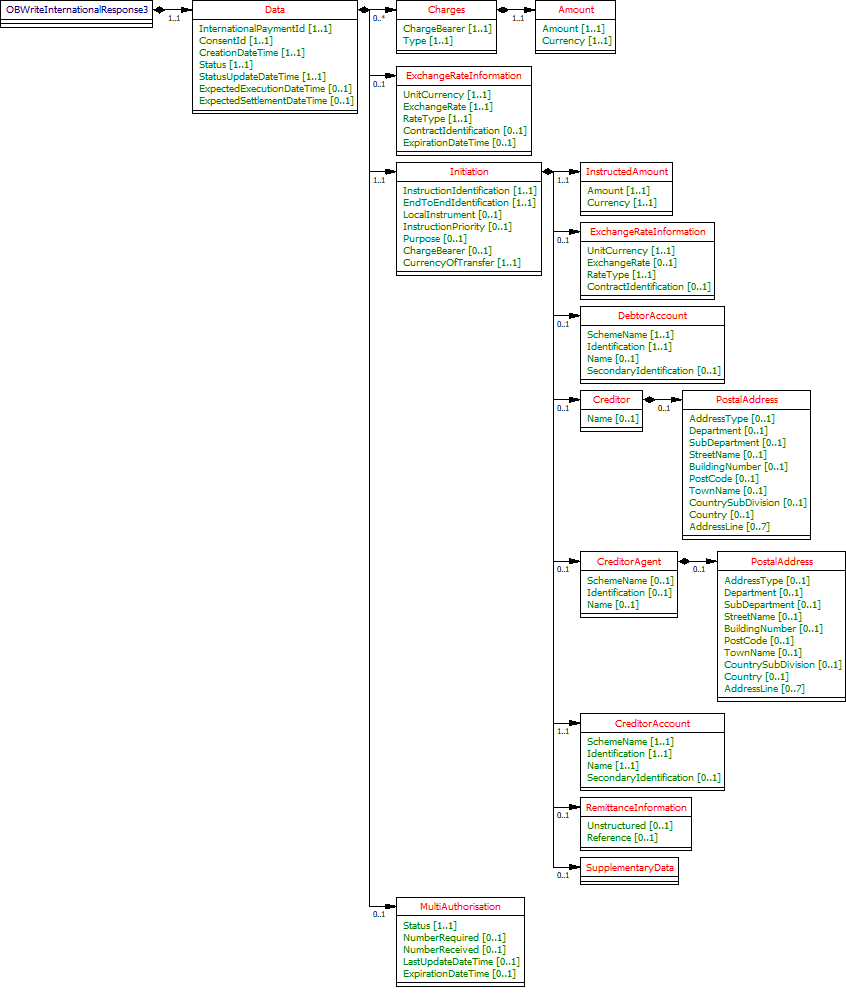 OBWriteInternationalResponse3
1..1
Data
InternationalPaymentId [1..1]
ConsentId [1..1]
CreationDateTime [1..1]
Status [1..1]
StatusUpdateDateTime [1..1]
ExpectedExecutionDateTime [0..1]
ExpectedSettlementDateTime [0..1]
0..*
Charges
ChargeBearer [1..1]
Type [1..1]
1..1
Amount
Amount [1..1]
Currency [1..1]
0..1
ExchangeRateInformation
UnitCurrency [1..1]
ExchangeRate [1..1]
RateType [1..1]
ContractIdentification [0..1]
ExpirationDateTime [0..1]
1..1
Initiation
InstructionIdentification [1..1]
EndToEndIdentification [1..1]
LocalInstrument [0..1]
InstructionPriority [0..1]
Purpose [0..1]
ChargeBearer [0..1]
CurrencyOfTransfer [1..1]
1..1
InstructedAmount
Amount [1..1]
Currency [1..1]
0..1
ExchangeRateInformation
UnitCurrency [1..1]
ExchangeRate [0..1]
RateType [1..1]
ContractIdentification [0..1]
0..1
DebtorAccount
SchemeName [1..1]
Identification [1..1]
Name [0..1]
SecondaryIdentification [0..1]
0..1
Creditor
Name [0..1]
0..1
PostalAddress
AddressType [0..1]
Department [0..1]
SubDepartment [0..1]
StreetName [0..1]
BuildingNumber [0..1]
PostCode [0..1]
TownName [0..1]
CountrySubDivision [0..1]
Country [0..1]
AddressLine [0..7]
0..1
CreditorAgent
SchemeName [0..1]
Identification [0..1]
Name [0..1]
0..1
PostalAddress
AddressType [0..1]
Department [0..1]
SubDepartment [0..1]
StreetName [0..1]
BuildingNumber [0..1]
PostCode [0..1]
TownName [0..1]
CountrySubDivision [0..1]
Country [0..1]
AddressLine [0..7]
1..1
CreditorAccount
SchemeName [1..1]
Identification [1..1]
Name [1..1]
SecondaryIdentification [0..1]
0..1
RemittanceInformation
Unstructured [0..1]
Reference [0..1]
0..1
SupplementaryData
0..1
MultiAuthorisation
Status [1..1]
NumberRequired [0..1]
NumberReceived [0..1]
LastUpdateDateTime [0..1]
ExpirationDateTime [0..1]